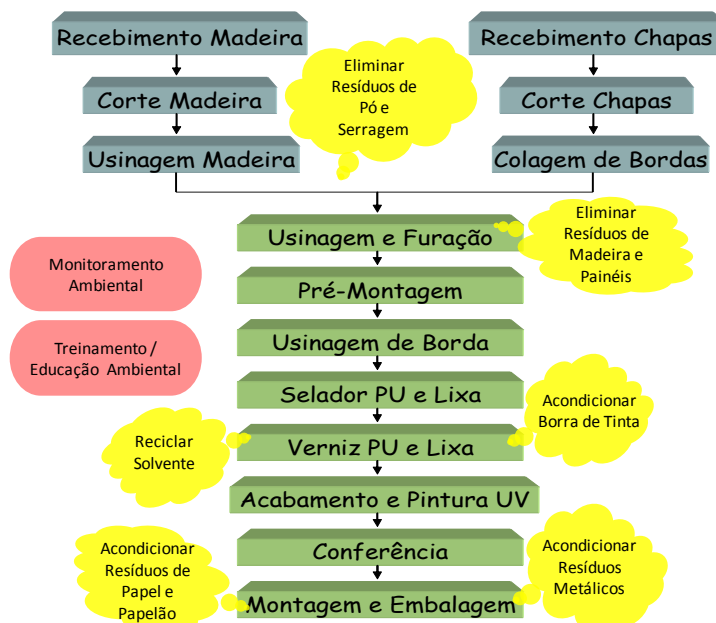 Recebimento Madeira
Recebimento Chapas
Eliminar
Resíduos de
Pó e
Serragem
Corte Madeira
Corte Chapas
Usinagem Madeira
Colagem de Bordas
Usinagem e Furação
Eliminar
Resíduos de
Madeira e
Painéis
Monitoramento
Ambiental
Pré-Montagem
Treinamento /
Educação Ambiental
Usinagem de Borda
Selador PU e Lixa
Acondicionar
Borra de Tinta
Reciclar
Solvente
Verniz PU e Lixa
Acabamento e Pintura UV
Acondicionar
Resíduos de
Papel e
Papelão
Conferência
Acondicionar
Resíduos
Metálicos
Montagem e Embalagem